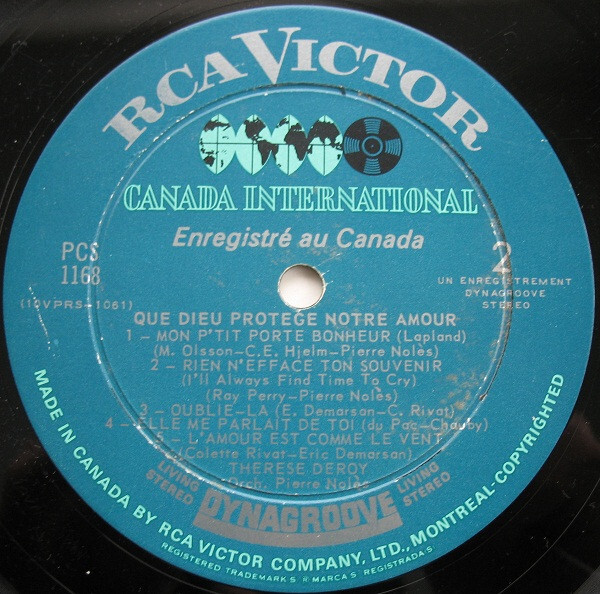 RCA VICTOR
CANADA INTERNATIONAL
Enregistré au Canada
PCS
1168
(10VPRS-1061)
2
UN ENREGISTREMENT
DYNAGROOVE
STEREO
QUE DIEU PROTEGE NOTRE AMOUR
1 – MON P'TIT PORTE BONHEUR (Lapland)
(M. Olsson–C.E. Hjelm–Pierre Nolès)
2 – RIEN N'EFFACE TON SOUVENIR
(I'll Always Find Time To Cry)
(Ray Perry-Pierre Nolès)
3 – OUBLIE-LA (E. Demarson–C. Rivat)
4 – ELLE ME PARLAIT DE TOI (du Pac-Chauby)
5 – L'AMOUR EST COMME LE VENT
(Colette Rivat-Eric Demarsan)
THERESE DEROY
Orch. Pierre Nolès
LIVING
STEREO
DYNAGROOVE
LIVING
STEREO
MADE IN CANADA BY RCA VICTOR COMPANY, LTD., MONTREAL-COPYRIGHTED
REGISTERED TRADEMARKS ® MARCAS REGISTRADAS